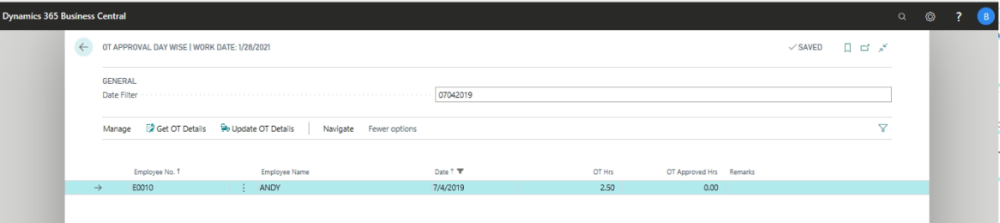 Dynamics 365 Business Central
?
B
OT APPROVAL DAY WISE | WORK DATE: 1/28/2021
✓ SAVED
GENERAL
Date Filter
07042019
Manage Get OT Details Update OT Details Navigate Fewer options
Employee No. ↑ Employee Name Date ↑ OT Hrs OT Approved Hrs Remarks
→ E0010 ⋮ ANDY 7/4/2019 2.50 0.00